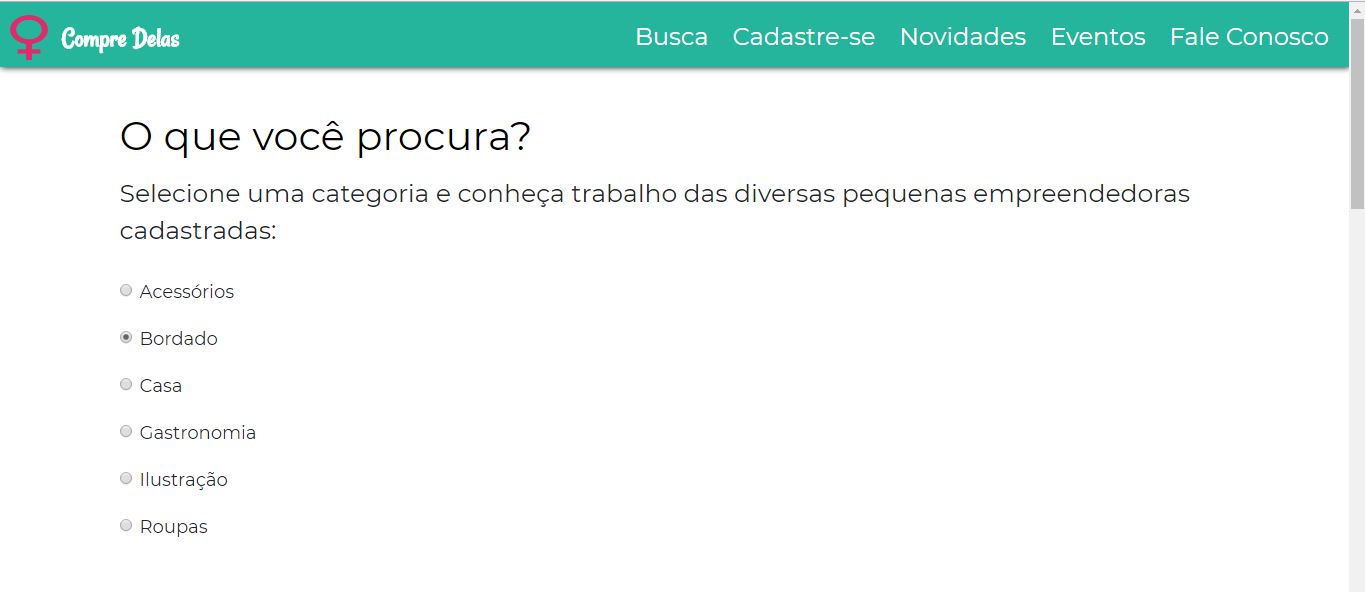 Compre Delas
Busca Cadastre-se Novidades Eventos Fale Conosco
O que você procura?
Selecione uma categoria e conheça trabalho das diversas pequenas empreendedoras
cadastradas:
Acessórios
Bordado
Casa
Gastronomia
Ilustração
Roupas